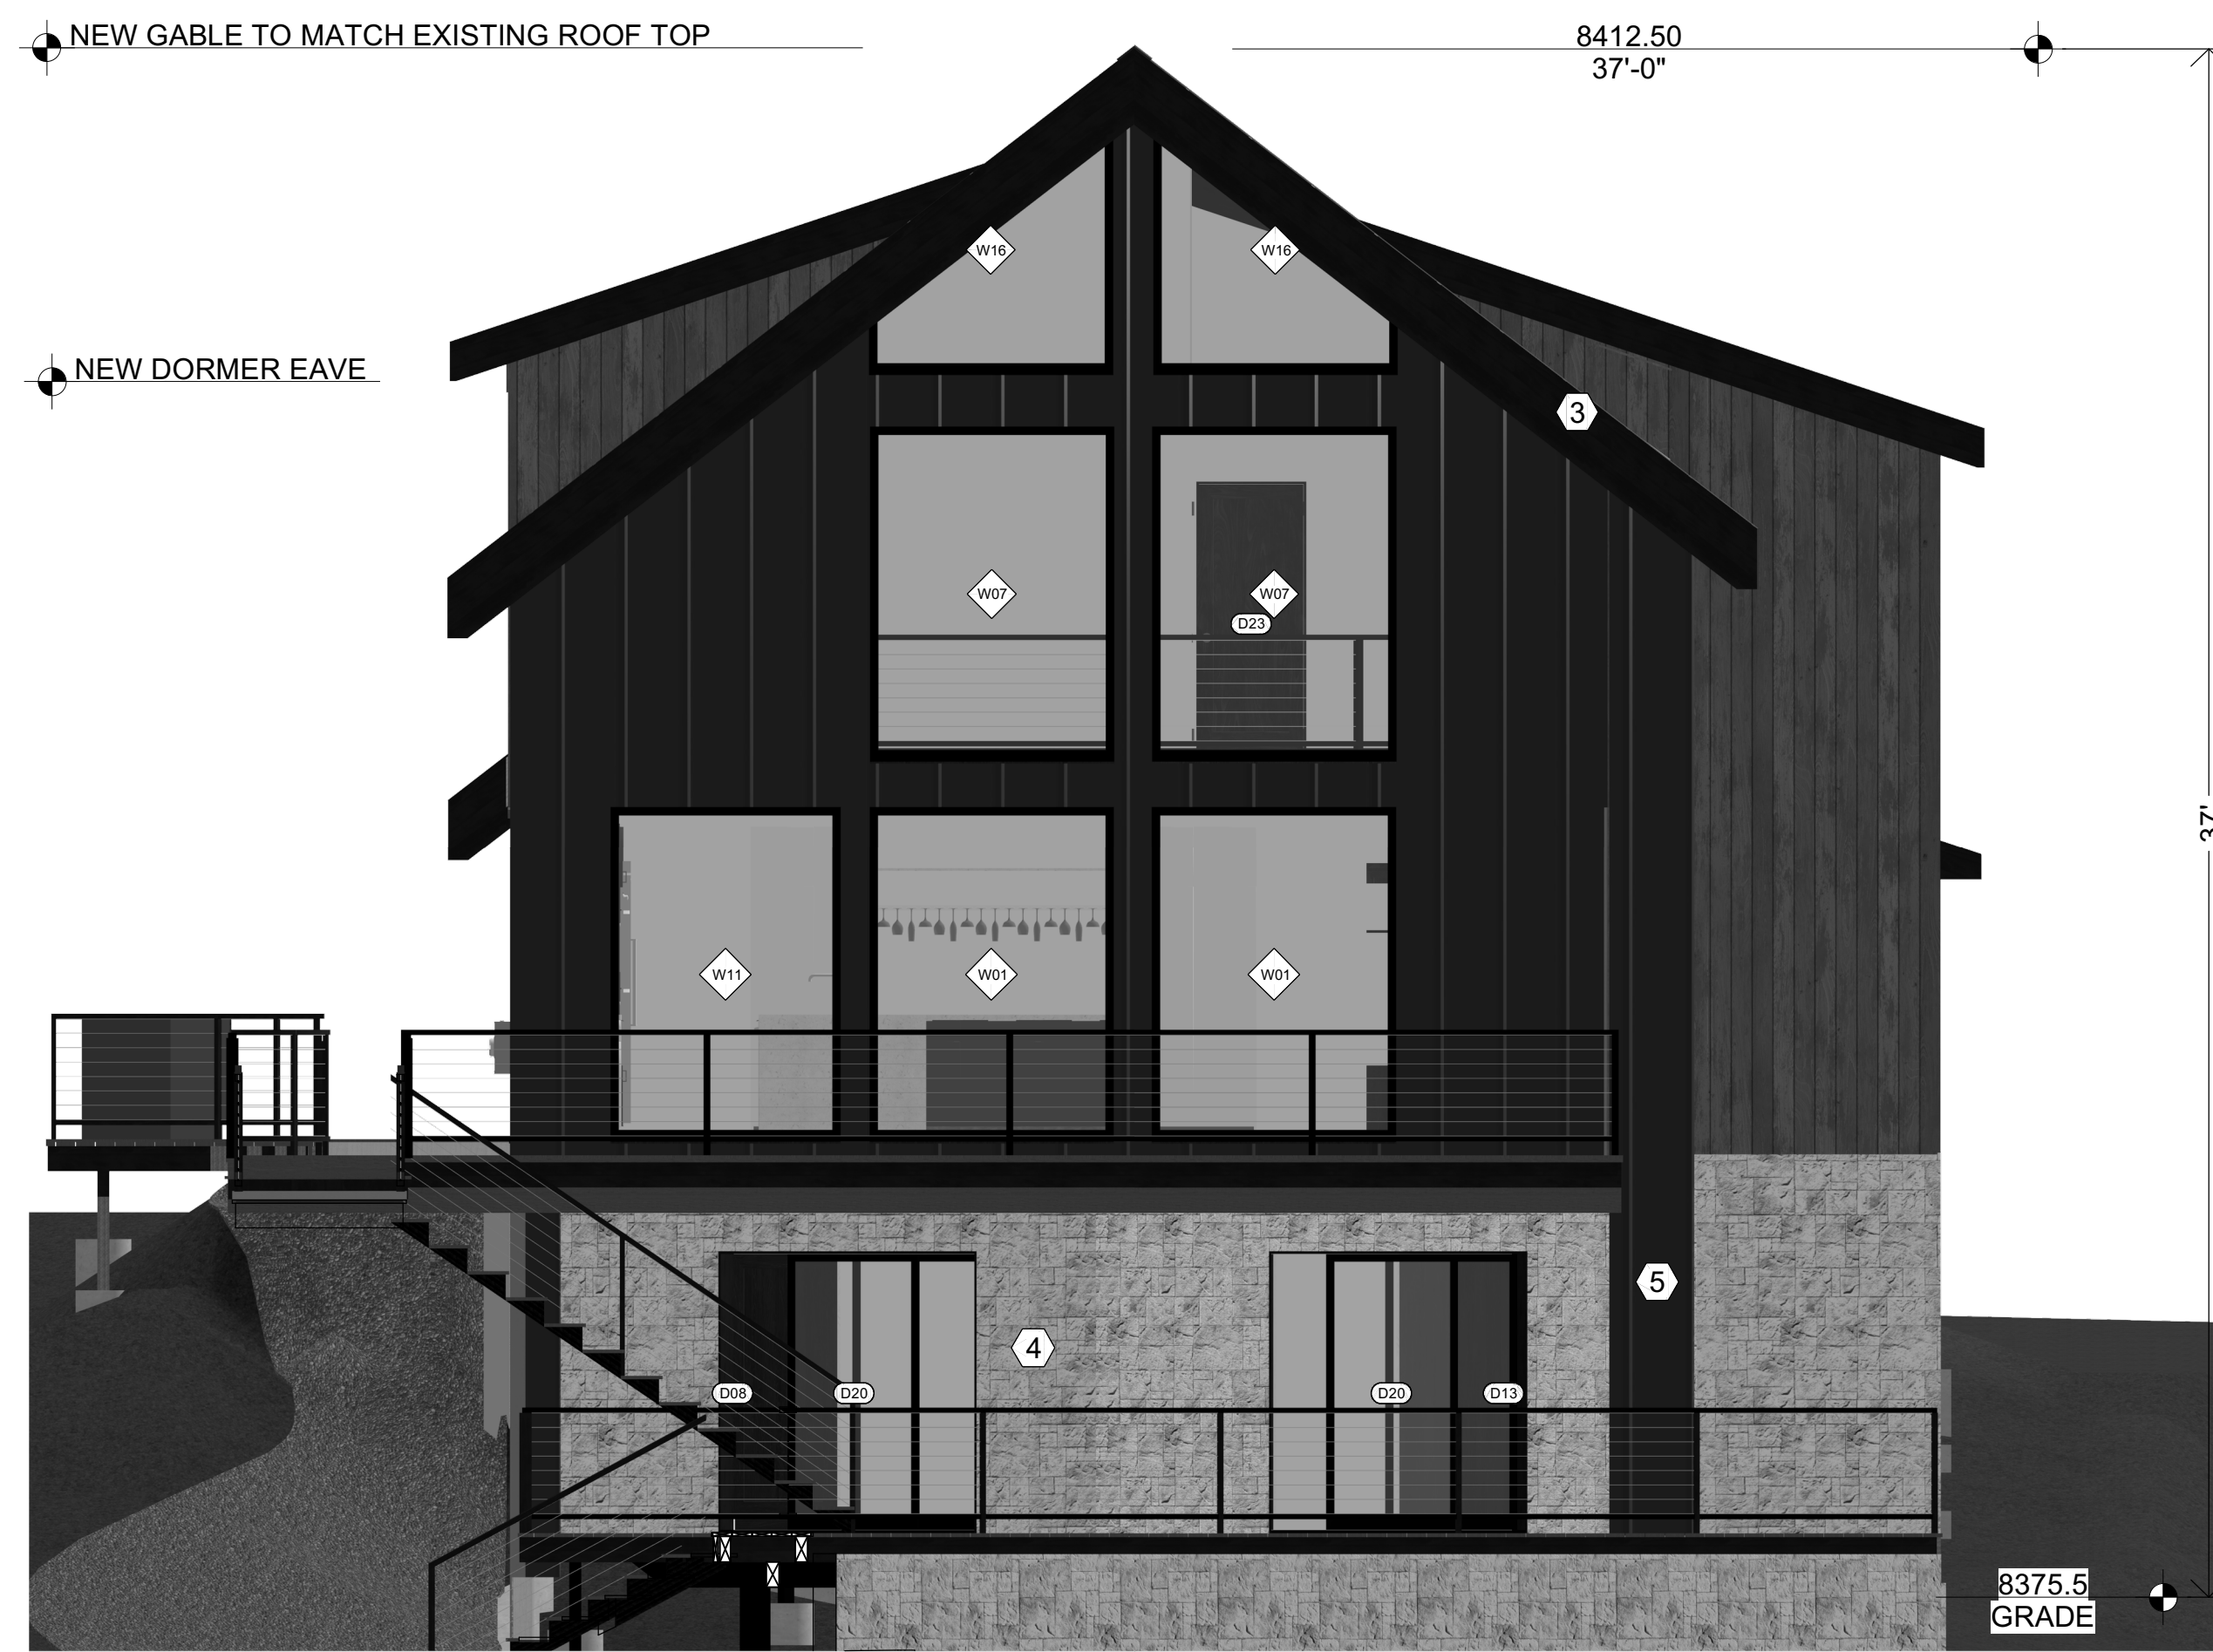 NEW GABLE TO MATCH EXISTING ROOF TOP
8412.50
37'-0"
W16
W16
NEW DORMER EAVE
3
W07
W07
D23
37'
W11
W01
W01
5
4
D08
D20
D20
D13
8375.5
GRADE